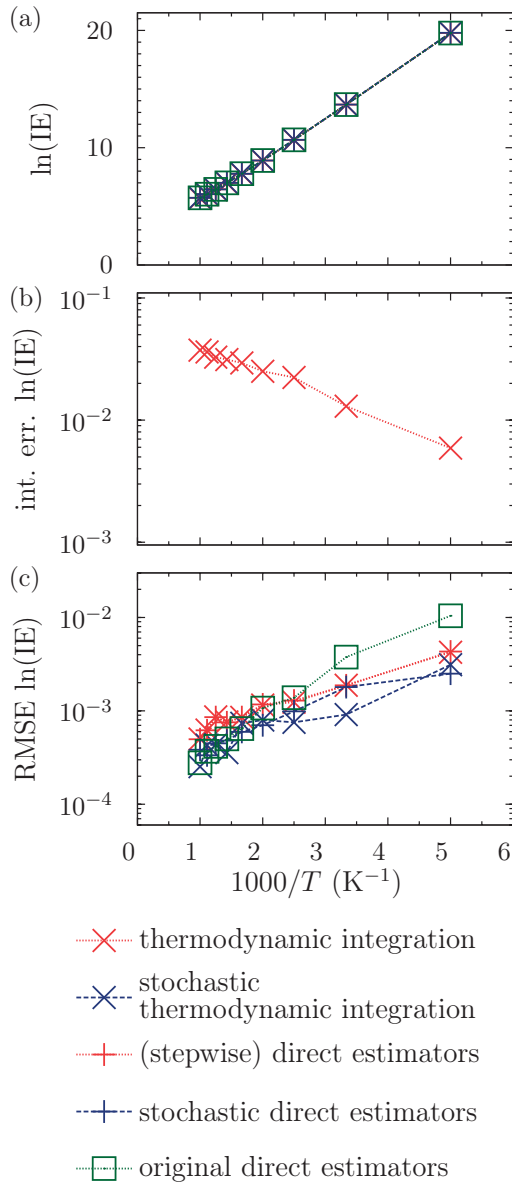 (a)
20
10
0
ln(IE)
(b)
10⁻¹
10⁻²
10⁻³
int. err. ln(IE)
(c)
10⁻²
10⁻³
10⁻⁴
RMSE ln(IE)
0 1 2 3 4 5 6
1000/T (K⁻¹)
thermodynamic integration
stochastic
thermodynamic integration
(stepwise) direct estimators
stochastic direct estimators
original direct estimators